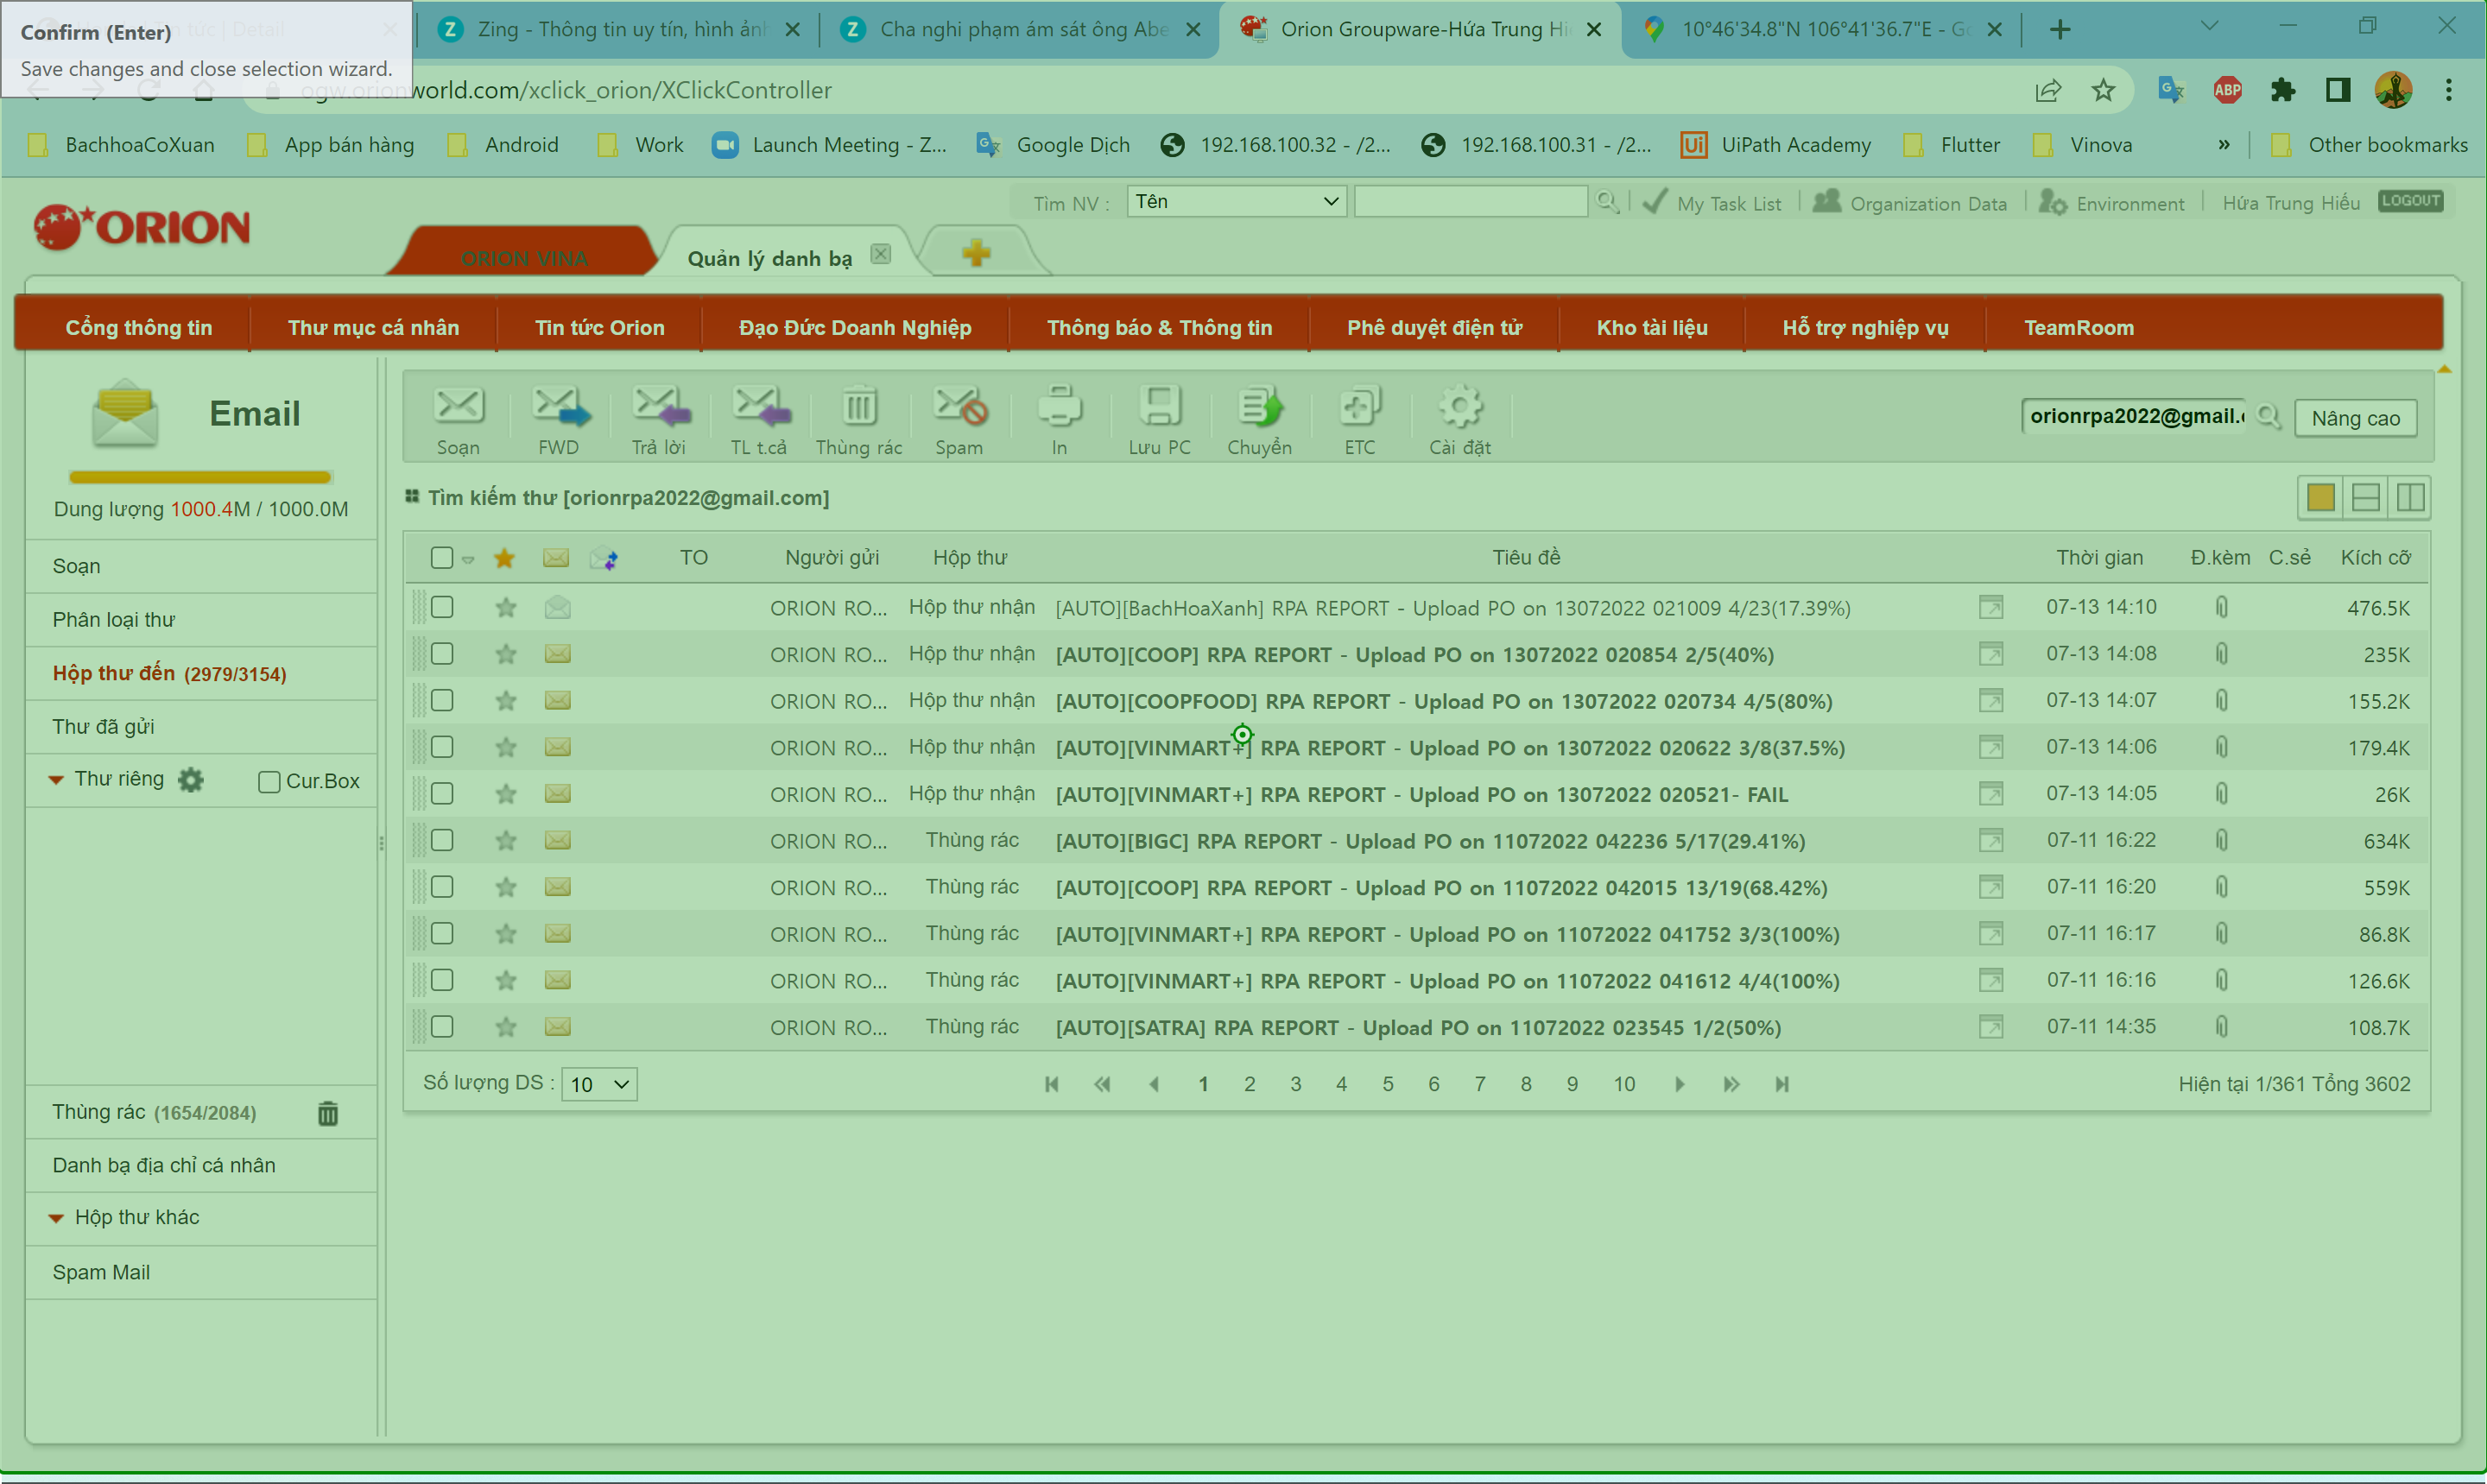 Confirm (Enter)
Save changes and close selection wizard.
Zing - Thông tin uy tín, hình ảnh
Cha nghi phạm ám sát ông Abe
Orion Groupware-Hứa Trung Hi
10°46'34.8"N 106°41'36.7"E - Go
ogw.orionworld.com/xclick_orion/XClickController
ABP
BachhoaCoXuan
App bán hàng
Android
Work
Launch Meeting - Z...
Google Dịch
192.168.100.32 - /2...
192.168.100.31 - /2...
Ui
UiPath Academy
Flutter
Vinova
»
Other bookmarks
ORION
Tìm NV :
Tên
My Task List
Organization Data
Environment
Hứa Trung Hiếu
LOGOUT
ORION VINA
Quản lý danh bạ
Cổng thông tin
Thư mục cá nhân
Tin tức Orion
Đạo Đức Doanh Nghiệp
Thông báo & Thông tin
Phê duyệt điện tử
Kho tài liệu
Hỗ trợ nghiệp vụ
TeamRoom
Email
Dung lượng 1000.4M / 1000.0M
Soạn
Phân loại thư
Hộp thư đến (2979/3154)
Thư đã gửi
Thư riêng
Cur.Box
Thùng rác (1654/2084)
Danh bạ địa chỉ cá nhân
Hộp thư khác
Spam Mail
Soạn
FWD
Trả lời
TL t.cả
Thùng rác
Spam
In
Lưu PC
Chuyển
ETC
Cài đặt
orionrpa2022@gmail.c
Nâng cao
Tìm kiếm thư [orionrpa2022@gmail.com]
TO Người gửi Hộp thư Tiêu đề Thời gian Đ.kèm C.sẻ Kích cỡ
ORION RO... Hộp thư nhận [AUTO][BachHoaXanh] RPA REPORT - Upload PO on 13072022 021009 4/23(17.39%) 07-13 14:10 476.5K
ORION RO... Hộp thư nhận [AUTO][COOP] RPA REPORT - Upload PO on 13072022 020854 2/5(40%) 07-13 14:08 235K
ORION RO... Hộp thư nhận [AUTO][COOPFOOD] RPA REPORT - Upload PO on 13072022 020734 4/5(80%) 07-13 14:07 155.2K
ORION RO... Hộp thư nhận [AUTO][VINMART+] RPA REPORT - Upload PO on 13072022 020622 3/8(37.5%) 07-13 14:06 179.4K
ORION RO... Hộp thư nhận [AUTO][VINMART+] RPA REPORT - Upload PO on 13072022 020521- FAIL 07-13 14:05 26K
ORION RO... Thùng rác [AUTO][BIGC] RPA REPORT - Upload PO on 11072022 042236 5/17(29.41%) 07-11 16:22 634K
ORION RO... Thùng rác [AUTO][COOP] RPA REPORT - Upload PO on 11072022 042015 13/19(68.42%) 07-11 16:20 559K
ORION RO... Thùng rác [AUTO][VINMART+] RPA REPORT - Upload PO on 11072022 041752 3/3(100%) 07-11 16:17 86.8K
ORION RO... Thùng rác [AUTO][VINMART+] RPA REPORT - Upload PO on 11072022 041612 4/4(100%) 07-11 16:16 126.6K
ORION RO... Thùng rác [AUTO][SATRA] RPA REPORT - Upload PO on 11072022 023545 1/2(50%) 07-11 14:35 108.7K
Số lượng DS : 10
1 2 3 4 5 6 7 8 9 10
Hiện tại 1/361 Tổng 3602